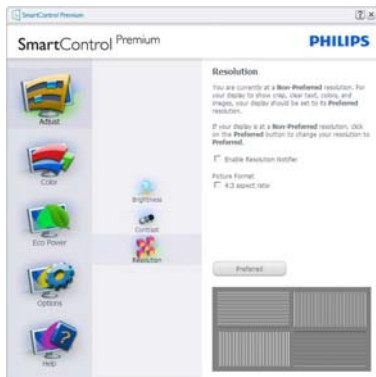 SmartControl Premium
SmartControl Premium
PHILIPS
Adjust
Color
Eco Power
Options
Help
Brightness
Contrast
Resolution
Resolution
You are currently at a Non-Preferred resolution. For
your display to show crisp, clear text, colors, and
images, your display should be set to its Preferred
resolution.
If your display is at a Non-Preferred resolution, click
on the Preferred button to change your resolution to
Preferred.
Enable Resolution Notifier
Picture Format
4:3 aspect ratio
Preferred